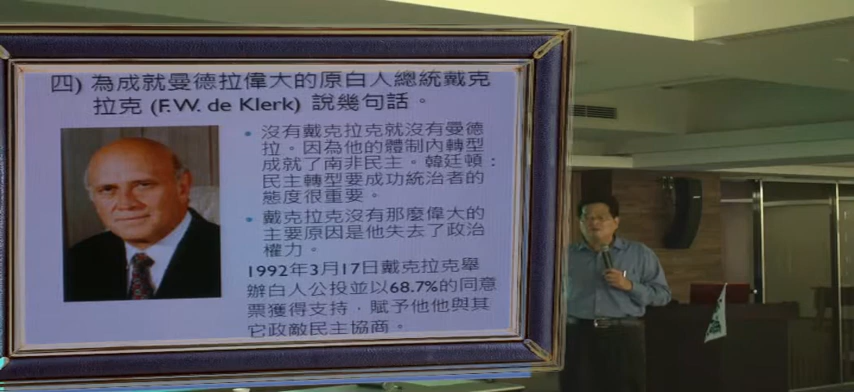 四) 為成就曼德拉偉大的原白人總統戴克
拉克 (F.W. de Klerk) 說幾句話。
• 沒有戴克拉克就沒有曼德
拉。因為他的體制內轉型
成就了南非民主。韓廷頓：
民主轉型要成功統治者的
態度很重要。
• 戴克拉克沒有那麼偉大的
主要原因是他失去了政治
權力。
1992年3月17日戴克拉克舉
辦白人公投並以68.7%的同意
票獲得支持，賦予他他與其
它政敵民主協商。